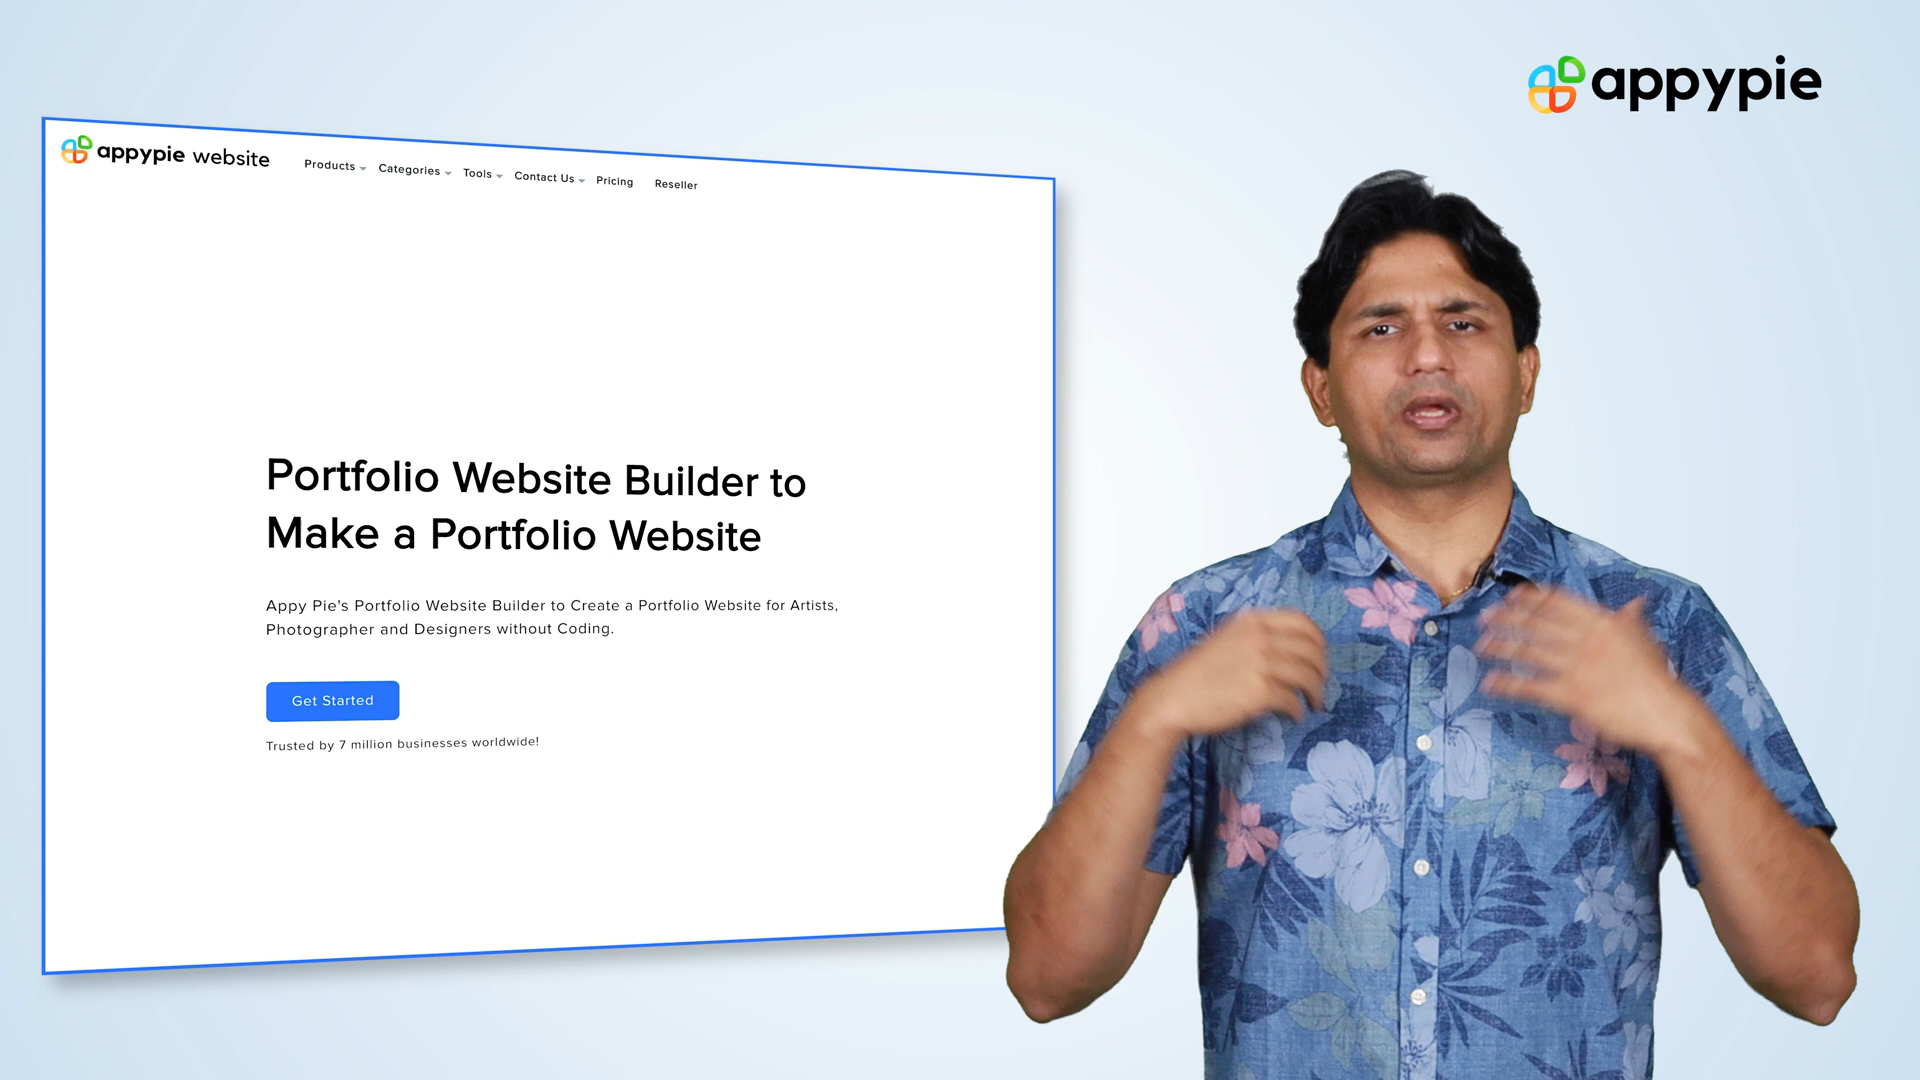 appypie
appypie website
Products Categories Tools Contact Us Pricing Reseller
Portfolio Website Builder to
Make a Portfolio Website
Appy Pie's Portfolio Website Builder to Create a Portfolio Website for Artists,
Photographer and Designers without Coding.
Get Started
Trusted by 7 million businesses worldwide!